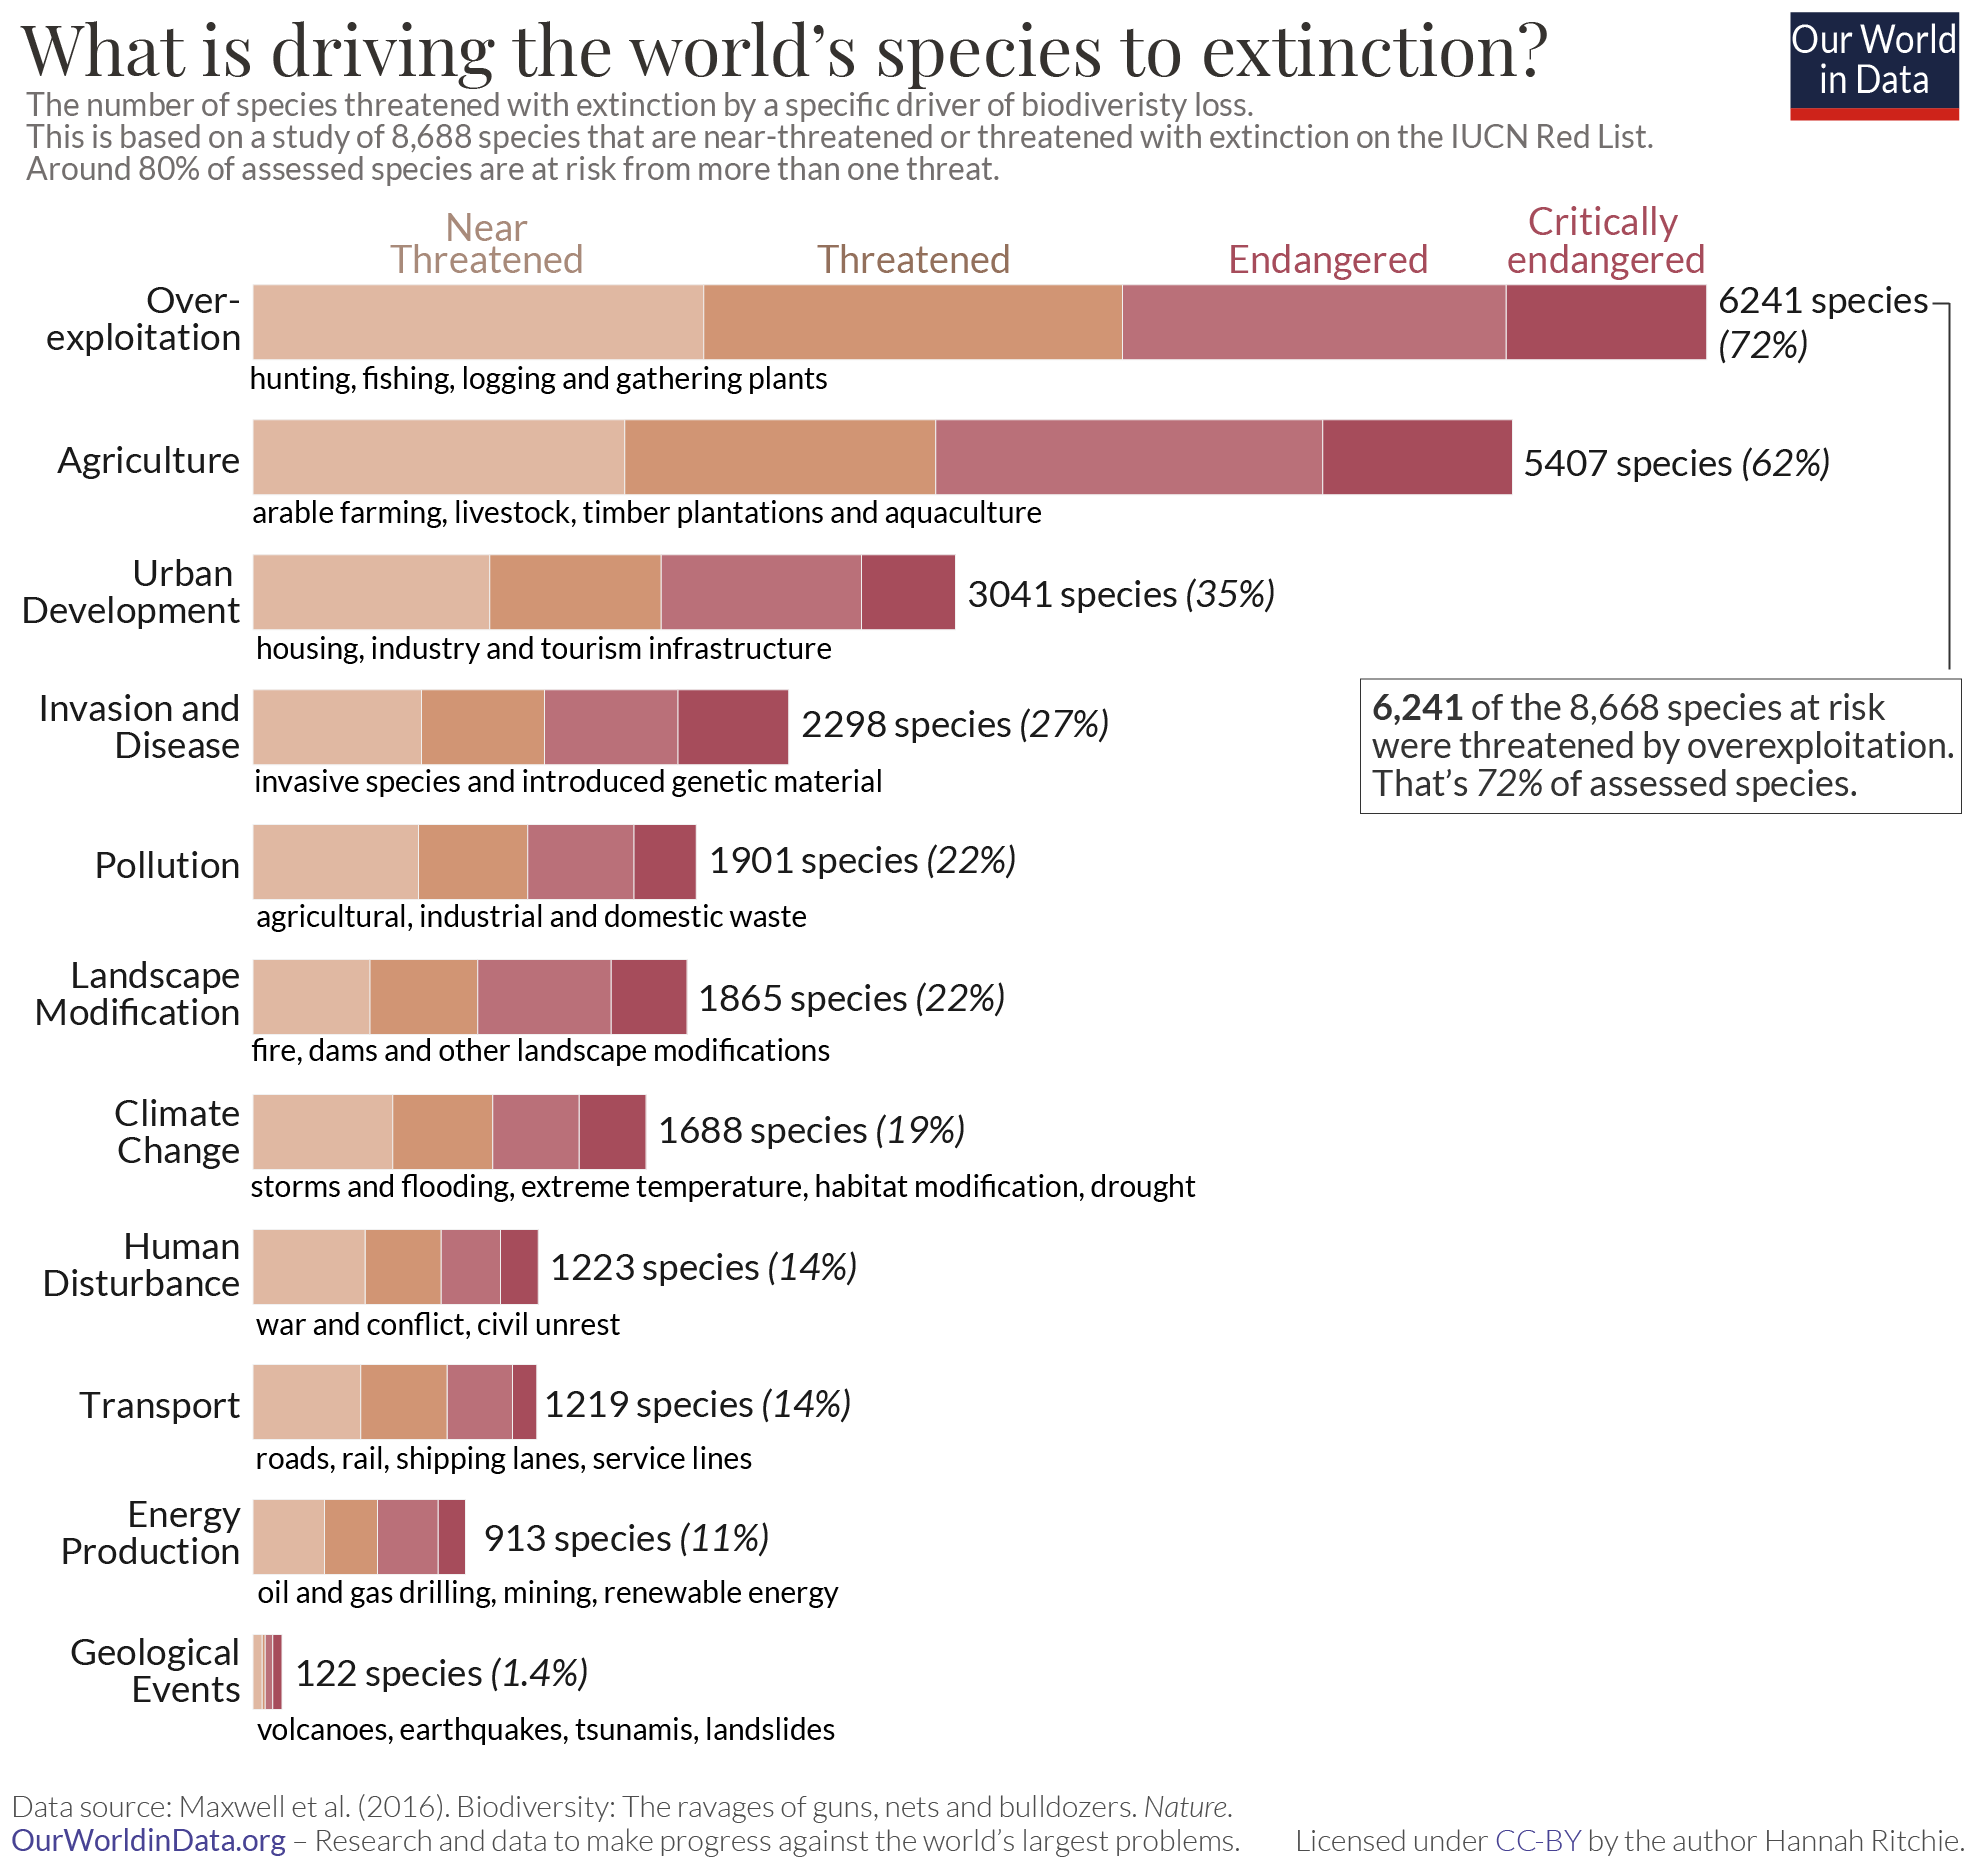 What is driving the world's species to extinction?
Our World
in Data
The number of species threatened with extinction by a specific driver of biodiveristy loss.
This is based on a study of 8,688 species that are near-threatened or threatened with extinction on the IUCN Red List.
Around 80% of assessed species are at risk from more than one threat.
Near
Threatened
Threatened
Endangered
Critically
endangered
Over-
exploitation
6241 species
(72%)
hunting, fishing, logging and gathering plants
Agriculture
5407 species (62%)
arable farming, livestock, timber plantations and aquaculture
Urban
Development
3041 species (35%)
housing, industry and tourism infrastructure
6,241 of the 8,668 species at risk
were threatened by overexploitation.
That's 72% of assessed species.
Invasion and
Disease
2298 species (27%)
invasive species and introduced genetic material
Pollution
1901 species (22%)
agricultural, industrial and domestic waste
Landscape
Modification
1865 species (22%)
fire, dams and other landscape modifications
Climate
Change
1688 species (19%)
storms and flooding, extreme temperature, habitat modification, drought
Human
Disturbance
1223 species (14%)
war and conflict, civil unrest
Transport
1219 species (14%)
roads, rail, shipping lanes, service lines
Energy
Production
913 species (11%)
oil and gas drilling, mining, renewable energy
Geological
Events
122 species (1.4%)
volcanoes, earthquakes, tsunamis, landslides
Data source: Maxwell et al. (2016). Biodiversity: The ravages of guns, nets and bulldozers. Nature.
OurWorldinData.org – Research and data to make progress against the world's largest problems.
Licensed under CC-BY by the author Hannah Ritchie.